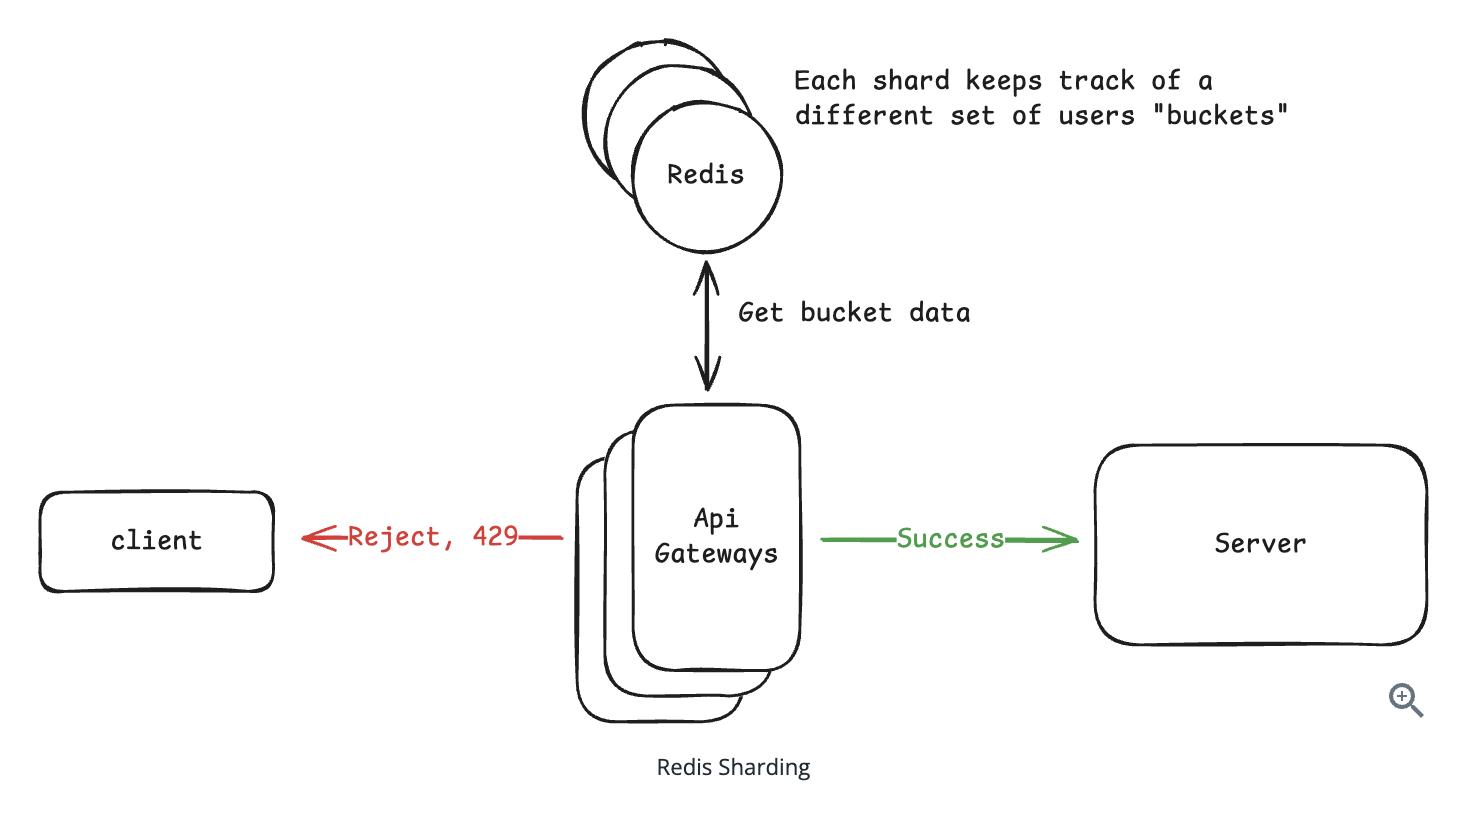 Each shard keeps track of a
different set of users "buckets"
Redis
Get bucket data
Api
Gateways
client
Reject, 429
Success
Server
Redis Sharding